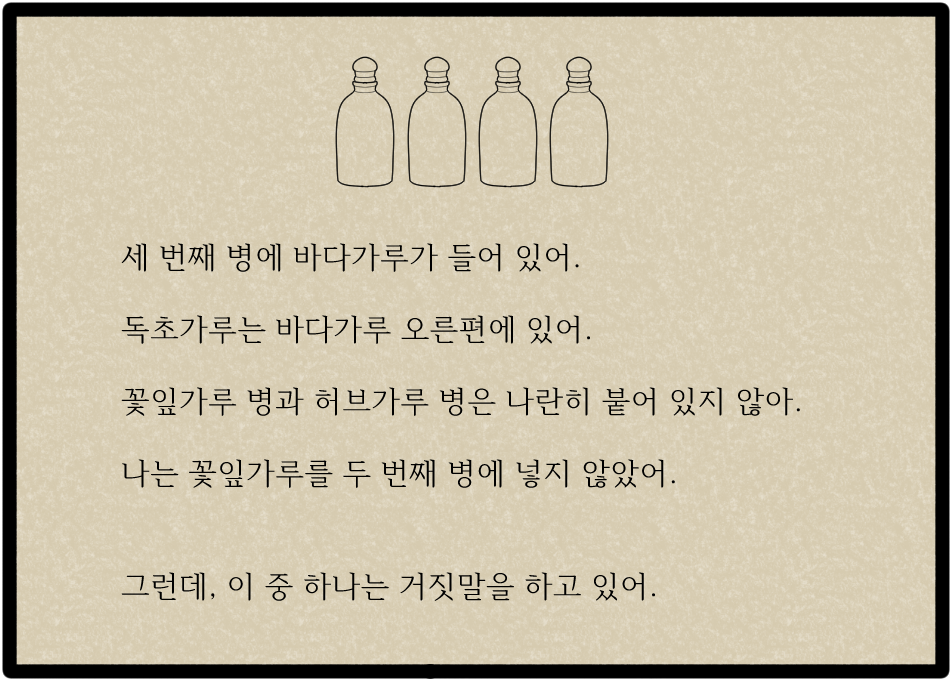 세 번째 병에 바다가루가 들어 있어.
독초가루는 바다가루 오른편에 있어.
꽃잎가루 병과 허브가루 병은 나란히 붙어 있지 않아.
나는 꽃잎가루를 두 번째 병에 넣지 않았어.
그런데, 이 중 하나는 거짓말을 하고 있어.